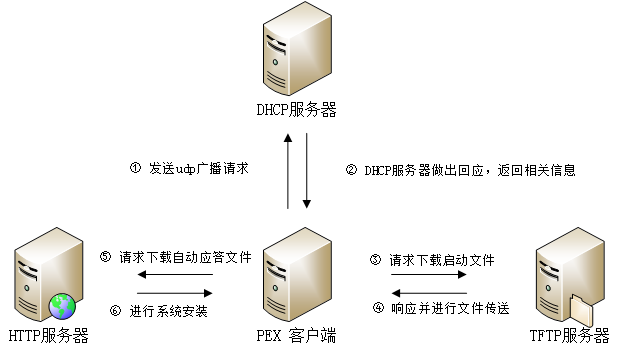 DHCP服务器
① 发送udp广播请求
② DHCP服务器做出回应，返回相关信息
⑤ 请求下载自动应答文件
③ 请求下载启动文件
⑥ 进行系统安装
④ 响应并进行文件传送
HTTP服务器
PEX 客户端
TFTP服务器